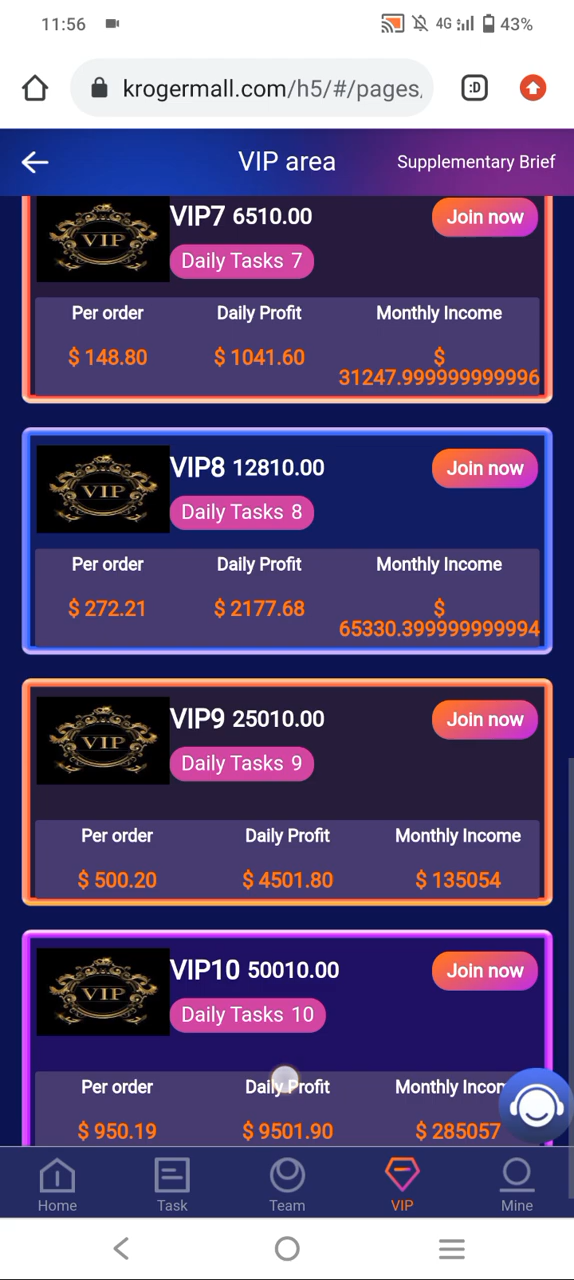 11:56 4G 43%
krogermall.com/h5/#/pages, :D
VIP area Supplementary Brief
VIP VIP7 6510.00 Join now
Daily Tasks 7
Per order Daily Profit Monthly Income
$ 148.80 $ 1041.60 $
31247.999999999996
VIP VIP8 12810.00 Join now
Daily Tasks 8
Per order Daily Profit Monthly Income
$ 272.21 $ 2177.68 $
65330.399999999994
VIP VIP9 25010.00 Join now
Daily Tasks 9
Per order Daily Profit Monthly Income
$ 500.20 $ 4501.80 $ 135054
VIP VIP10 50010.00 Join now
Daily Tasks 10
Per order Daily Profit Monthly Incom
$ 950.19 $ 9501.90 $ 285057
Home Task Team VIP Mine